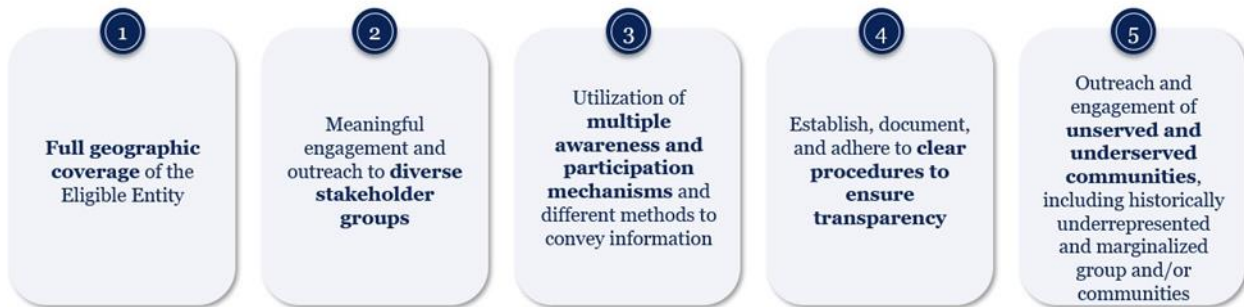 1
Full geographic
coverage of the
Eligible Entity
2
Meaningful
engagement and
outreach to diverse
stakeholder
groups
3
Utilization of
multiple
awareness and
participation
mechanisms and
different methods to
convey information
4
Establish, document,
and adhere to clear
procedures to
ensure
transparency
5
Outreach and
engagement of
unserved and
underserved
communities,
including historically
underrepresented
and marginalized
group and/or
communities